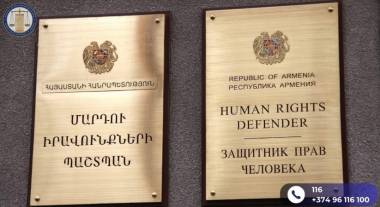 ՀԱՅԱՍՏԱՆԻ ՀԱՆՐԱՊԵՏՈՒԹՅՈՒՆ
ՄԱՐԴՈՒ
ԻՐԱՎՈՒՆՔՆԵՐԻ
ՊԱՇՏՊԱՆ
REPUBLIC OF ARMENIA
РЕСПУБЛИКА АРМЕНИЯ
HUMAN RIGHTS
DEFENDER
ЗАЩИТНИК ПРАВ
ЧЕЛОВЕКА
116
+374 96 116 100